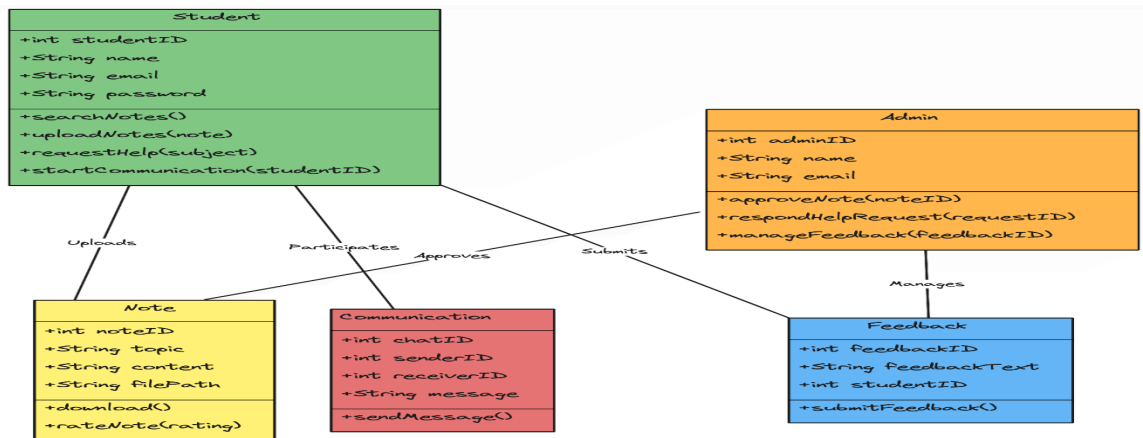 Student
+int studentID
+String name
+String email
+String password
+searchNotes()
+uploadNotes(note)
+requestHelp(subject)
+startCommunication(studentID)
Admin
+int adminID
+String name
+String email
+approveNote(noteID)
+respondHelpRequest(requestID)
+manageFeedback(feedbackID)
Uploads
Participates
Approves
Submits
Manages
Note
+int noteID
+String topic
+String content
+String filePath
+download()
+rateNote(rating)
Communication
+int chatID
+int senderID
+int receiverID
+String message
+sendMessage()
Feedback
+int feedbackID
+String feedbackText
+int studentID
+submitFeedback()